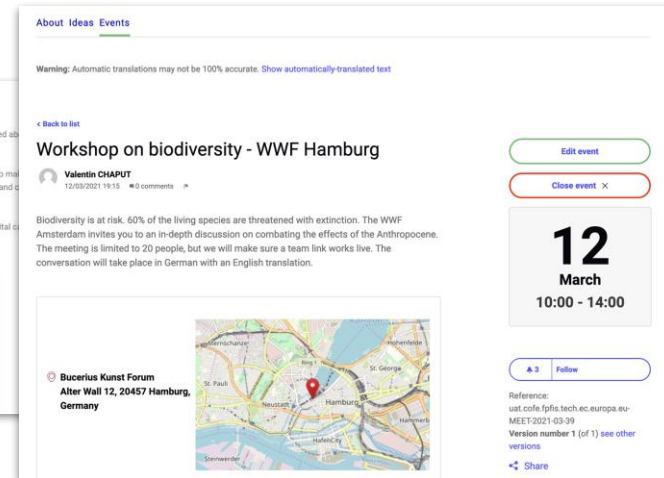 About Ideas Events
Warning: Automatic translations may not be 100% accurate. Show automatically-translated text
‹ Back to list
Workshop on biodiversity - WWF Hamburg
Valentin CHAPUT
12/03/2021 19:15 0 comments
Biodiversity is at risk. 60% of the living species are threatened with extinction. The WWF
Amsterdam invites you to an in-depth discussion on combating the effects of the Anthropocene.
The meeting is limited to 20 people, but we will make sure a team link works live. The
conversation will take place in German with an English translation.
Bucerius Kunst Forum
Alter Wall 12, 20457 Hamburg,
Germany
Sternschanze
Hohenfelde
Ring 1
St. Georg
St. Pauli
Neustadt
Hamburg
Hammerbrook
HafenCity
Steinwerder
Edit event
Close event ×
12
March
10:00 - 14:00
3 Follow
Reference:
uat.cofe.fpfis.tech.ec.europa.eu-
MEET-2021-03-39
Version number 1 (of 1) see other
versions
Share